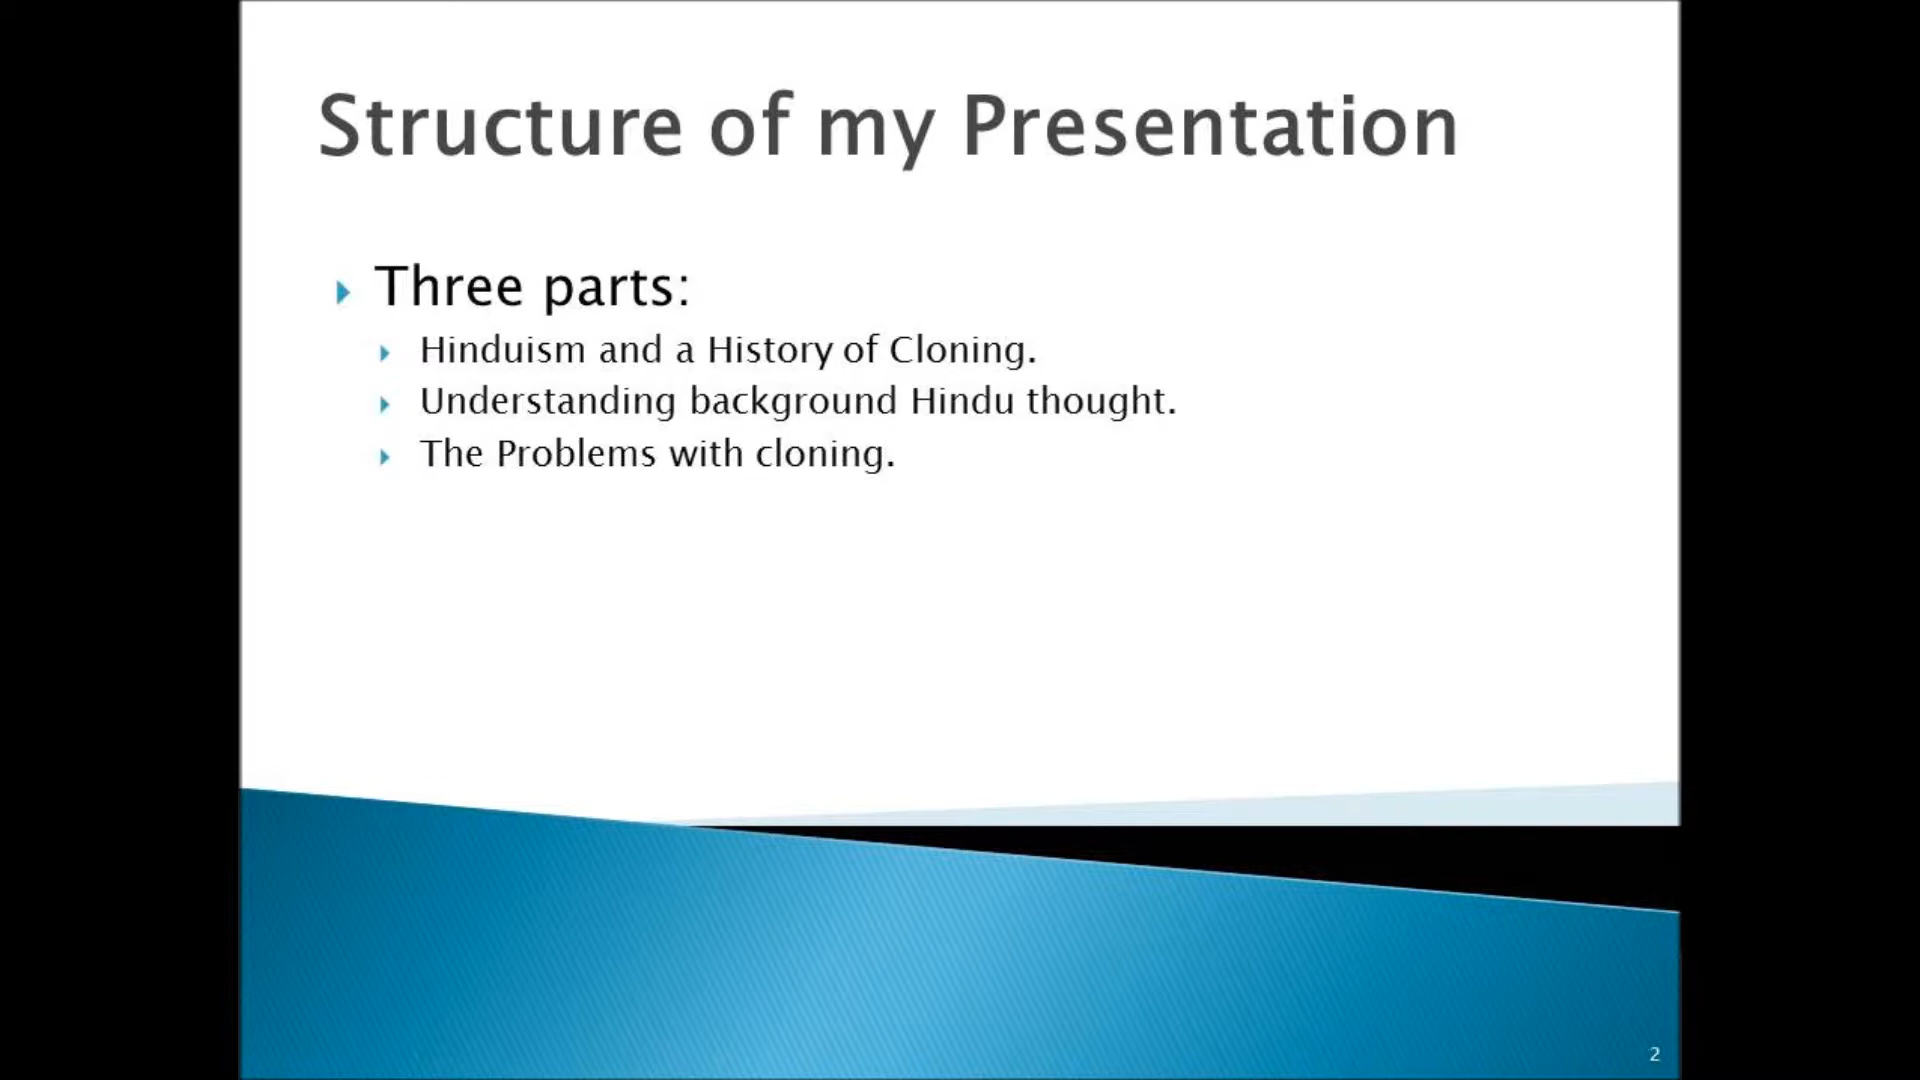 Structure of my Presentation
Three parts:
Hinduism and a History of Cloning.
Understanding background Hindu thought.
The Problems with cloning.
2